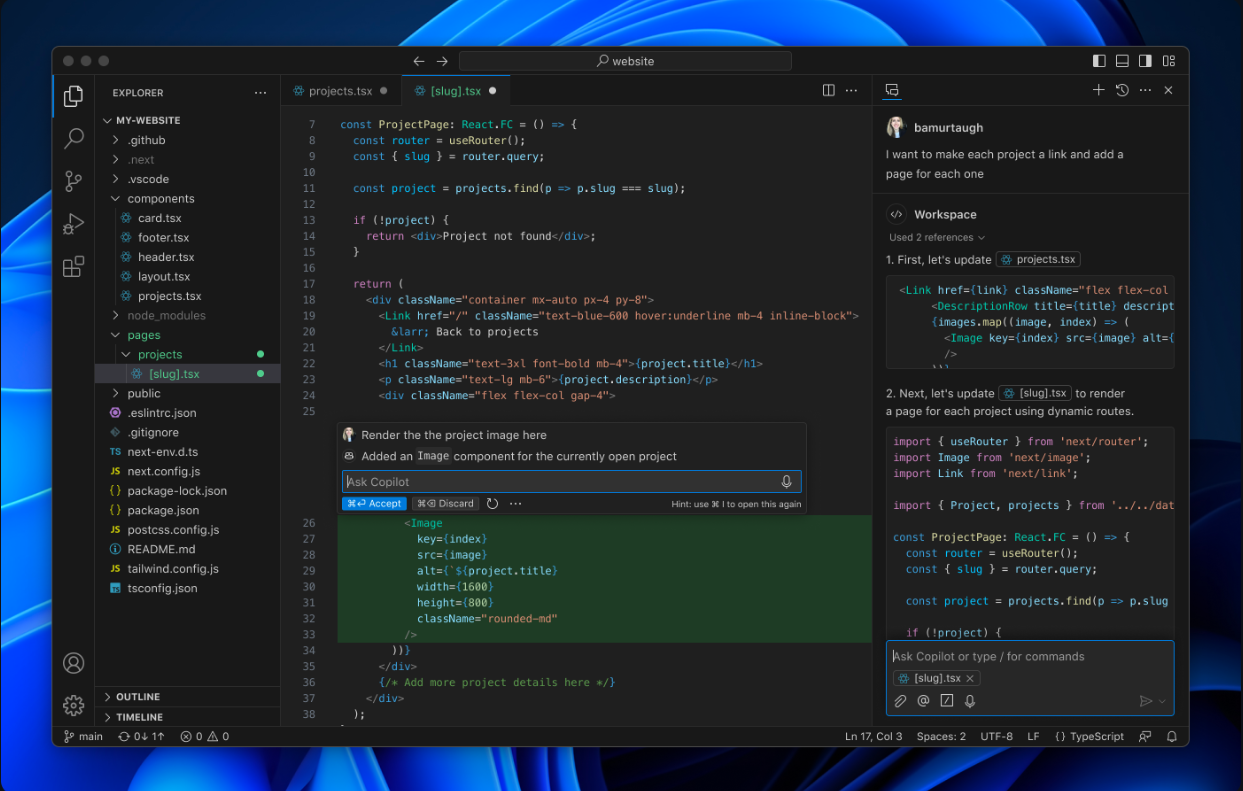 website
EXPLORER
MY-WEBSITE
.github
.next
.vscode
components
card.tsx
footer.tsx
header.tsx
layout.tsx
projects.tsx
node_modules
pages
projects
[slug].tsx
public
.eslintrc.json
.gitignore
TS next-env.d.ts
JS next.config.js
{} package-lock.json
{} package.json
JS postcss.config.js
README.md
JS tailwind.config.js
tsconfig.json
OUTLINE
TIMELINE
projects.tsx
[slug].tsx
7 const ProjectPage: React.FC = () => {
8 const router = useRouter();
9 const { slug } = router.query;
10
11 const project = projects.find(p => p.slug === slug);
12
13 if (!project) {
14 return <div>Project not found</div>;
15 }
16
17 return (
18 <div className="container mx-auto px-4 py-8">
19 <Link href="/" className="text-blue-600 hover:underline mb-4 inline-block">
20 &larr; Back to projects
21 </Link>
22 <h1 className="text-3xl font-bold mb-4">{project.title}</h1>
23 <p className="text-lg mb-6">{project.description}</p>
24 <div className="flex flex-col gap-4">
25
Render the the project image here
Added an Image component for the currently open project
Ask Copilot
⌘⏎ Accept
⌘⌫ Discard
Hint: use ⌘ I to open this again
26 <Image
27 key={index}
28 src={image}
29 alt={`${project.title}
30 width={1600}
31 height={800}
32 className="rounded-md"
33 />
34 ))}
35 </div>
36 {/* Add more project details here */}
37 </div>
38 );
bamurtaugh
I want to make each project a link and add a
page for each one
Workspace
Used 2 references
1. First, let's update projects.tsx
<Link href={link} className="flex flex-col
<DescriptionRow title={title} descript
{images.map((image, index) => (
<Image key={index} src={image} alt={
/>
))}
2. Next, let's update [slug].tsx to render
a page for each project using dynamic routes.
import { useRouter } from 'next/router';
import Image from 'next/image';
import Link from 'next/link';
import { Project, projects } from '../../dat
const ProjectPage: React.FC = () => {
const router = useRouter();
const { slug } = router.query;
const project = projects.find(p => p.slug
if (!project) {
Ask Copilot or type / for commands
[slug].tsx
main
0↓ 1↑
0
0
Ln 17, Col 3
Spaces: 2
UTF-8
LF
{} TypeScript